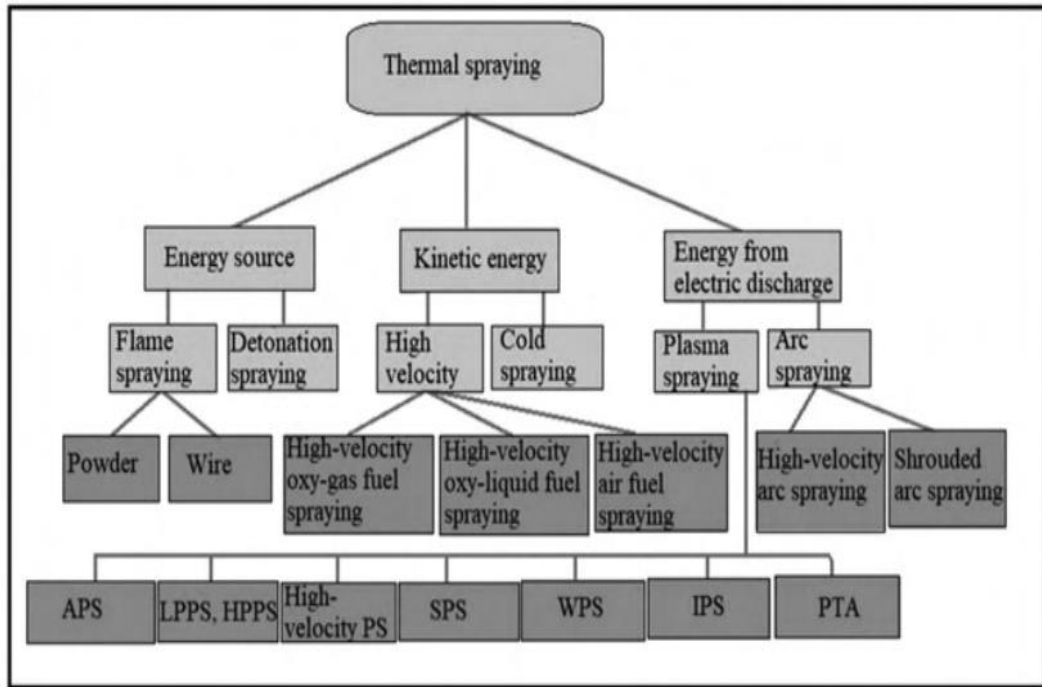 Thermal spraying
Energy source
Kinetic energy
Energy from
electric discharge
Flame
spraying
Detonation
spraying
High
velocity
Cold
spraying
Plasma
spraying
Arc
spraying
Powder
Wire
High-velocity
oxy-gas fuel
spraying
High-velocity
oxy-liquid fuel
spraying
High-velocity
air fuel
spraying
High-velocity
arc spraying
Shrouded
arc spraying
APS
LPPS, HPPS
High-
velocity PS
SPS
WPS
IPS
PTA